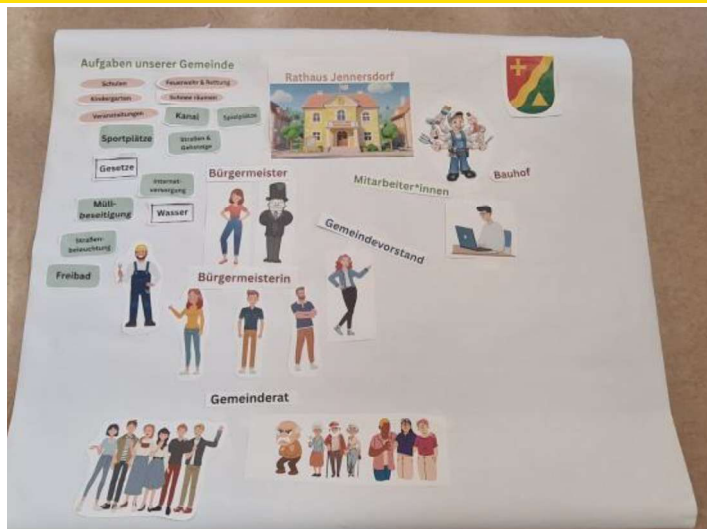 Aufgaben unserer Gemeinde
Schulen
Feuerwehr & Rettung
Kindergarten
Schnee räumen
Veranstaltungen
Kanal
Spielplätze
Sportplätze
Straßen &
Gehsteige
Gesetze
Internet-
versorgung
Müll-
beseitigung
Wasser
Straßen-
beleuchtung
Freibad
Rathaus Jennersdorf
Bürgermeister
Mitarbeiter*innen
Bauhof
Gemeindevorstand
Bürgermeisterin
Gemeinderat